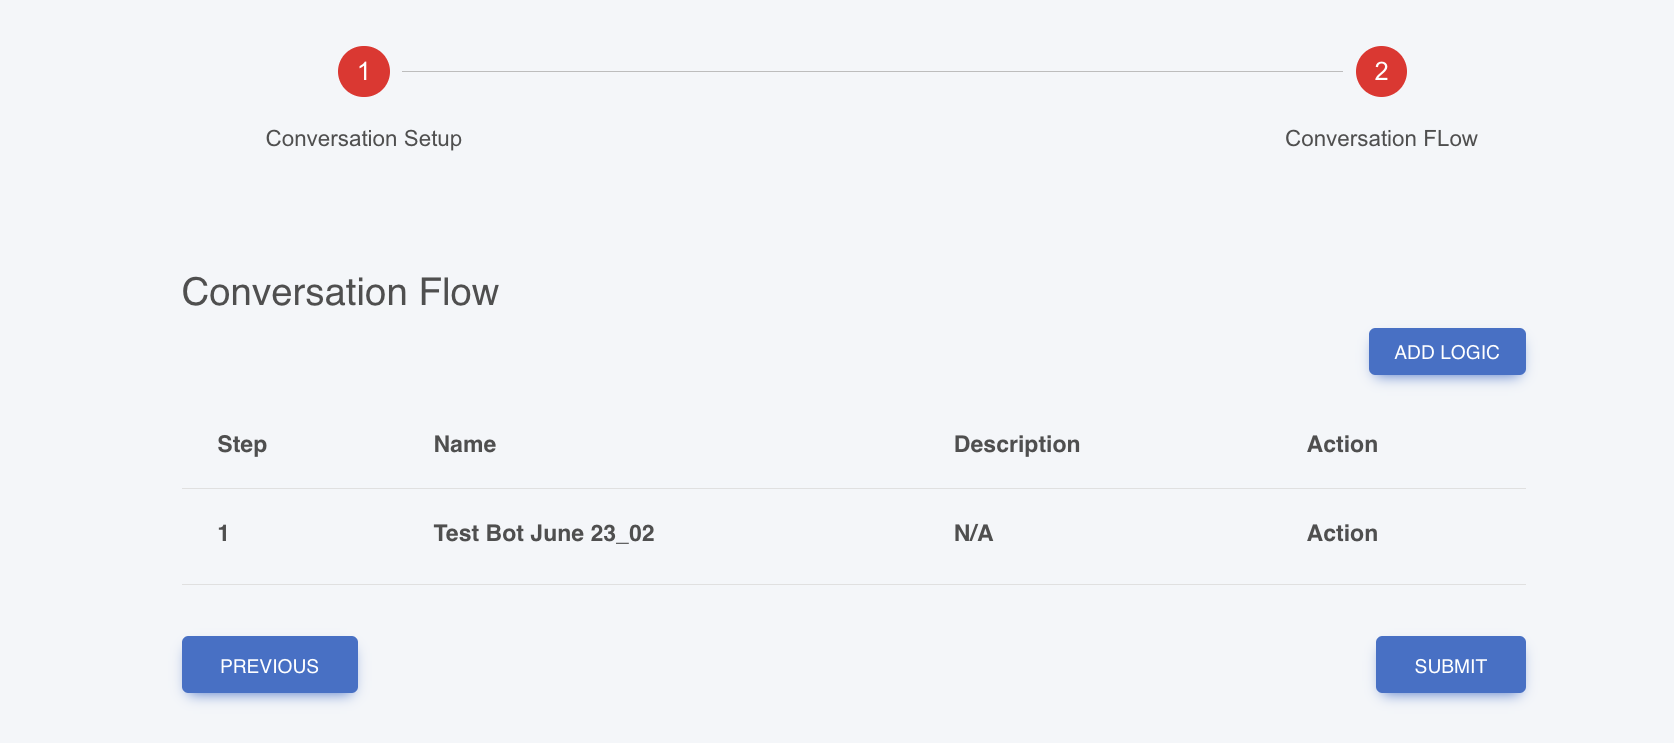 1
2
Conversation Setup
Conversation FLow
Conversation Flow
ADD LOGIC
Step Name Description Action
1 Test Bot June 23_02 N/A Action
PREVIOUS SUBMIT